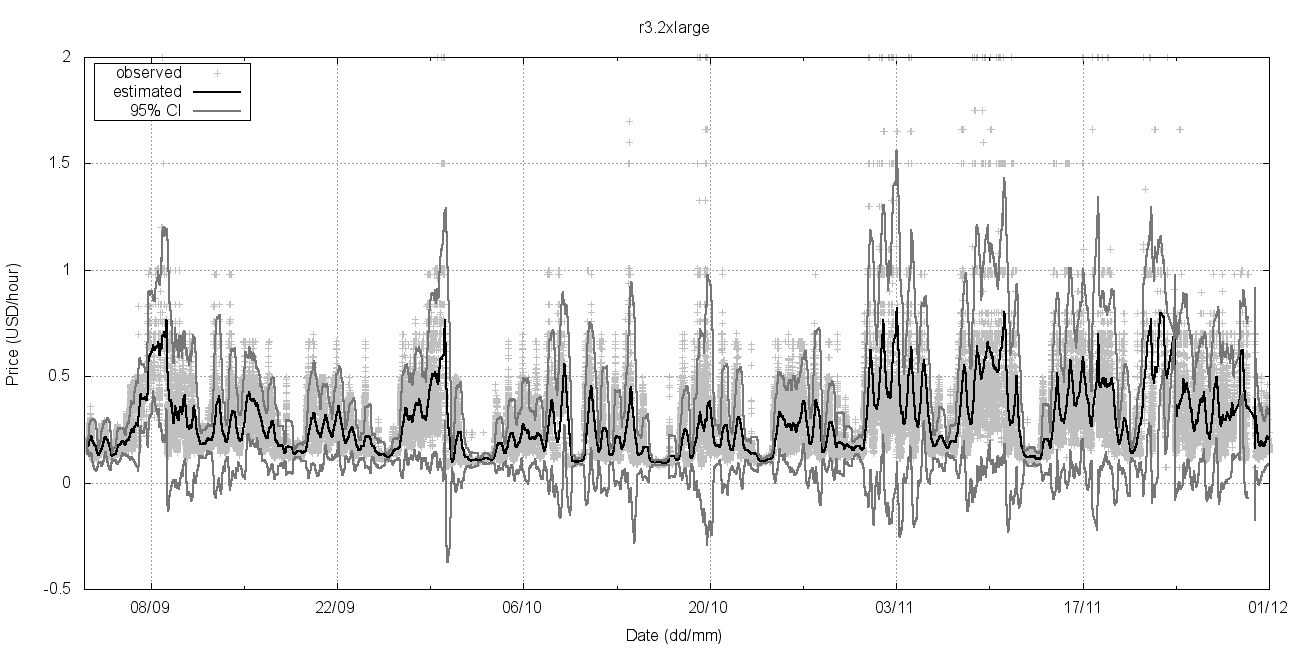 r3.2xlarge
2
observed
estimated
95% CI
1.5
1
Price (USD/hour)
0.5
0
-0.5
08/09 22/09 06/10 20/10 03/11 17/11 01/12
Date (dd/mm)